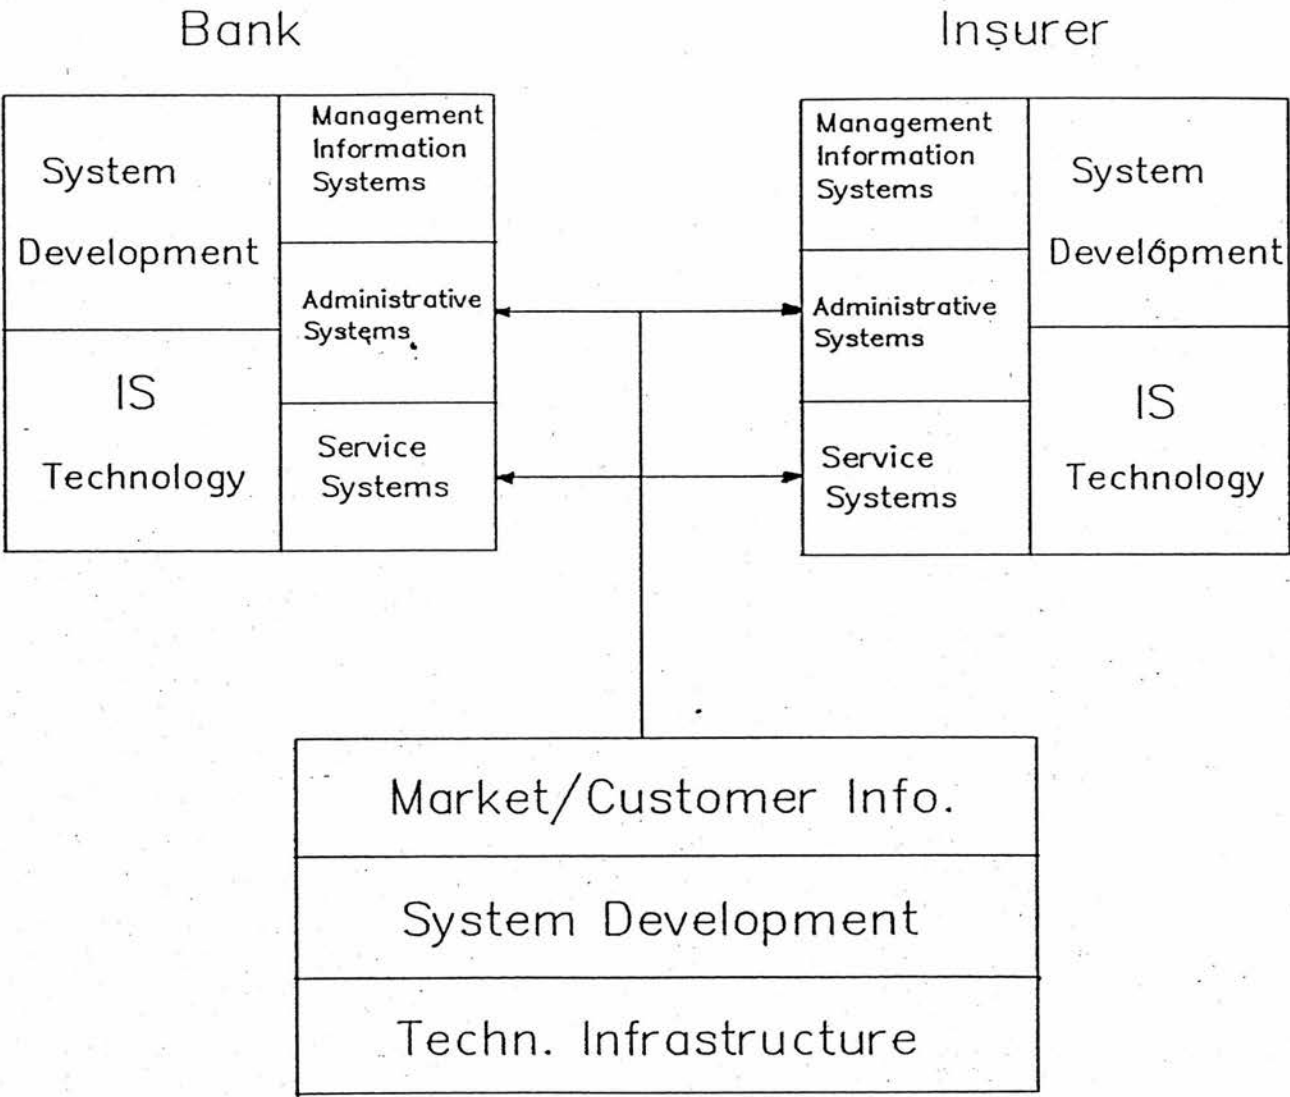 Bank
Insurer
System
Development
IS
Technology
Management
Information
Systems
Administrative
Systems
Service
Systems
Management
Information
Systems
Administrative
Systems
Service
Systems
System
Development
IS
Technology
Market/Customer Info.
System Development
Techn. Infrastructure